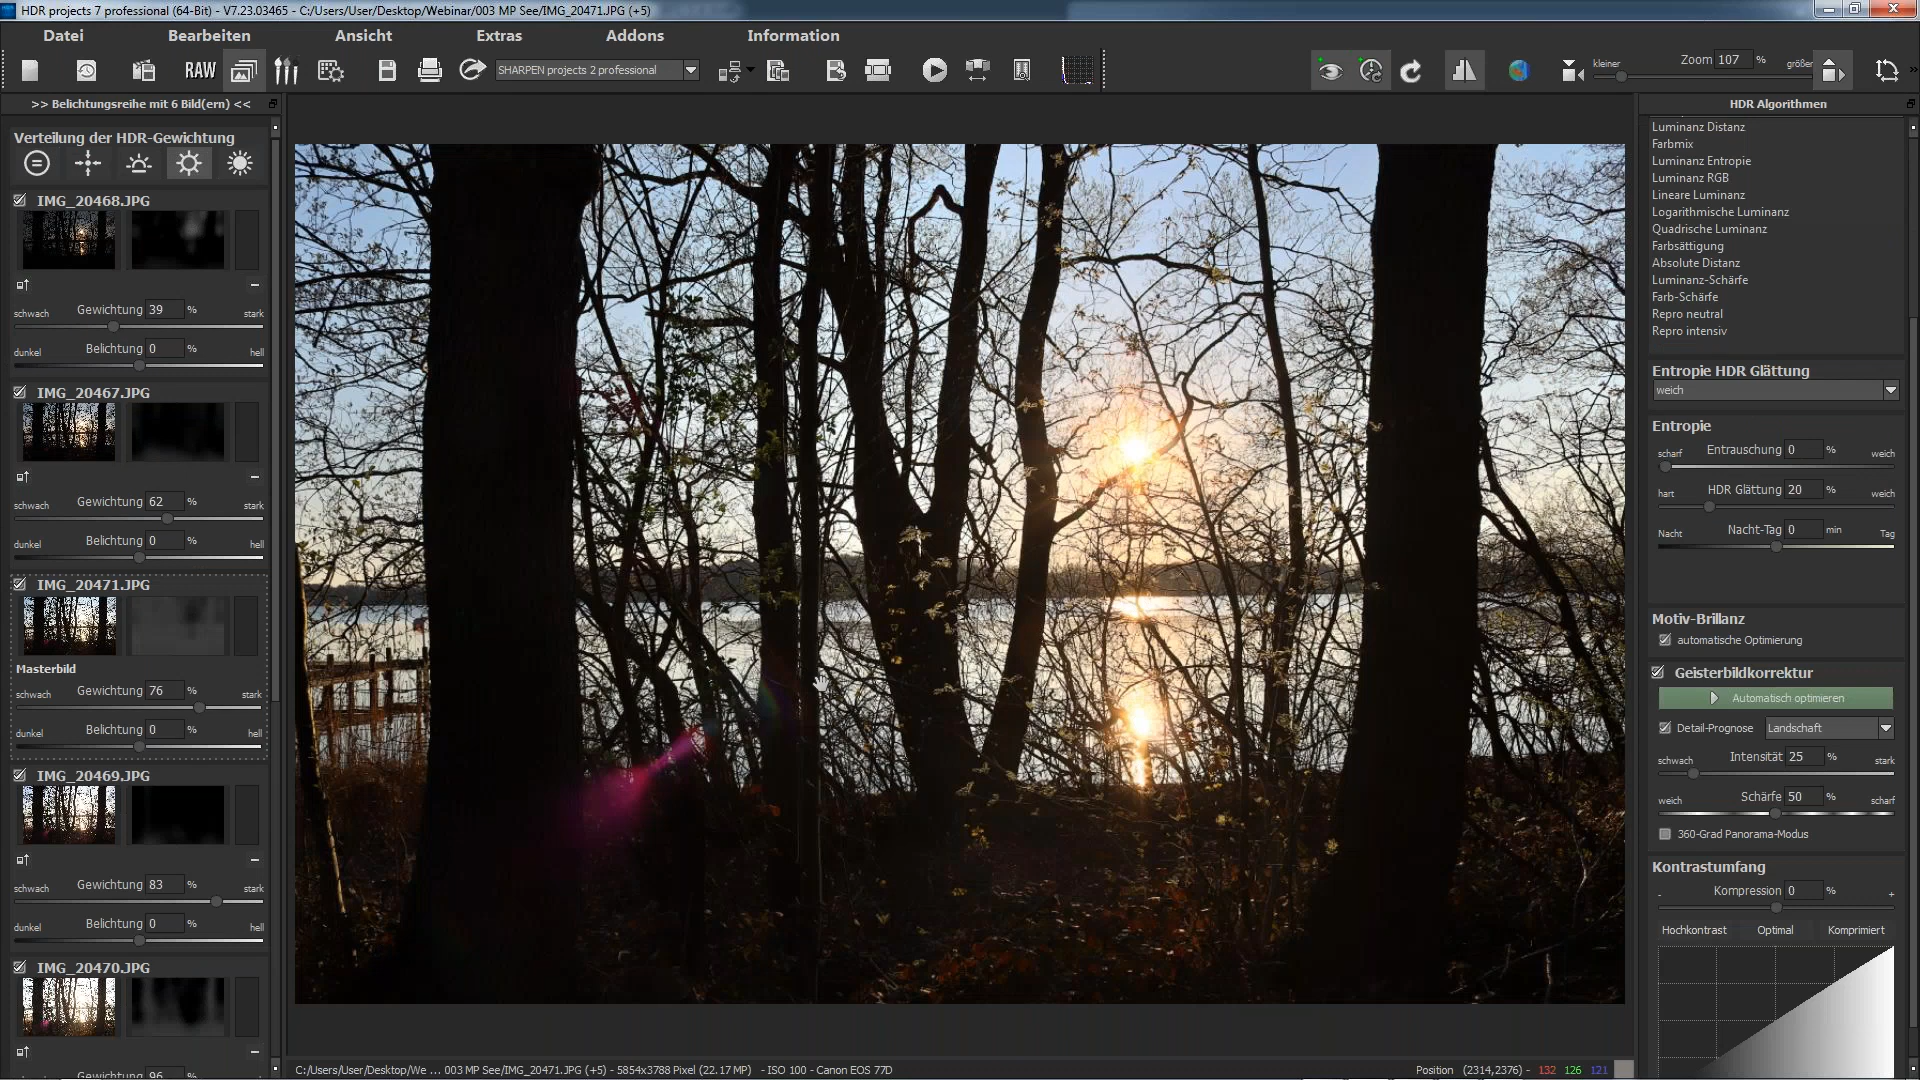 HDR projects 7 professional (64-Bit) - V7.23.03465 - C:/Users/User/Desktop/Webinar/003 MP See/IMG_20471.JPG (+5)
Datei Bearbeiten Ansicht Extras Addons Information
RAW SHARPEN projects 2 professional kleiner Zoom 107 % größer
>> Belichtungsreihe mit 6 Bild(ern) <<
Verteilung der HDR-Gewichtung
IMG_20468.JPG
Gewichtung 39 %
schwach stark
Belichtung 0 %
dunkel hell
IMG_20467.JPG
Gewichtung 62 %
schwach stark
Belichtung 0 %
dunkel hell
IMG_20471.JPG
Masterbild
Gewichtung 76 %
schwach stark
Belichtung 0 %
dunkel hell
IMG_20469.JPG
Gewichtung 83 %
schwach stark
Belichtung 0 %
dunkel hell
IMG_20470.JPG
Gewichtung 96 %
C:/Users/User/Desktop/We ... 003 MP See/IMG_20471.JPG (+5) - 5854x3788 Pixel (22.17 MP) - ISO 100 - Canon EOS 77D
Position (2314,2376) - 132 126 121
HDR Algorithmen
Luminanz Distanz
Farbmix
Luminanz Entropie
Luminanz RGB
Lineare Luminanz
Logarithmische Luminanz
Quadrische Luminanz
Farbsättigung
Absolute Distanz
Luminanz-Schärfe
Farb-Schärfe
Repro neutral
Repro intensiv
Entropie HDR Glättung
weich
Entropie
Entrauschung 0 %
scharf weich
HDR Glättung 20 %
hart weich
Nacht-Tag 0 min
Nacht Tag
Motiv-Brillanz
automatische Optimierung
Geisterbildkorrektur
Automatisch optimieren
Detail-Prognose Landschaft
Intensität 25 %
schwach stark
Schärfe 50 %
weich scharf
360-Grad Panorama-Modus
Kontrastumfang
Kompression 0 %
- +
Hochkontrast Optimal Komprimiert